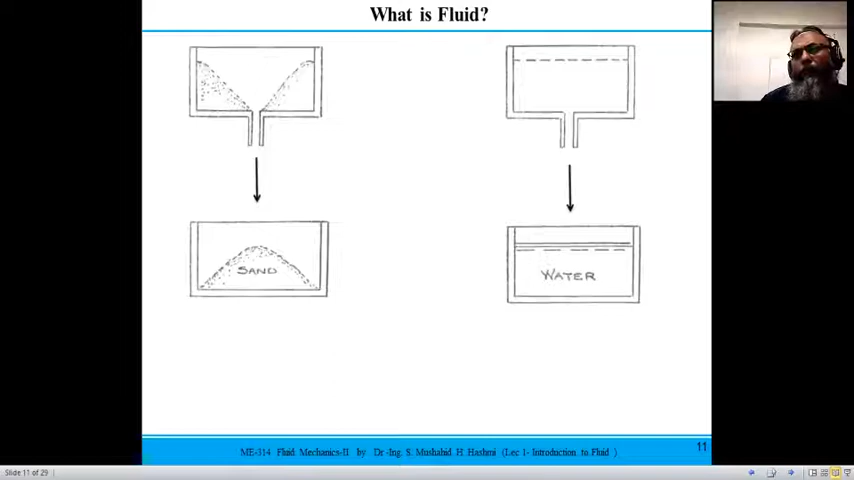 What is Fluid?
SAND
WATER
ME-314 Fluid Mechanics-II by Dr-Ing. S. Mushahid H. Hashmi (Lec 1- Introduction to Fluid )
11
Slide 11 of 29